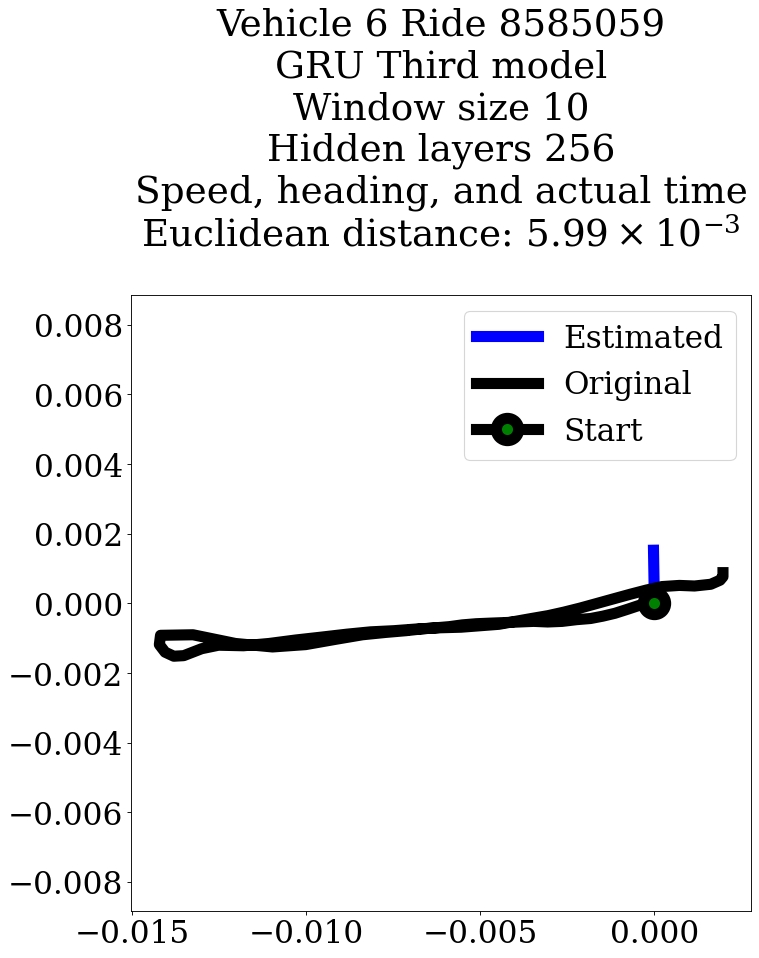 Vehicle 6 Ride 8585059
GRU Third model
Window size 10
Hidden layers 256
Speed, heading, and actual time
Euclidean distance: 5.99 × 10⁻³
Estimated
Original
Start
0.008
0.006
0.004
0.002
0.000
−0.002
−0.004
−0.006
−0.008
−0.015 −0.010 −0.005 0.000